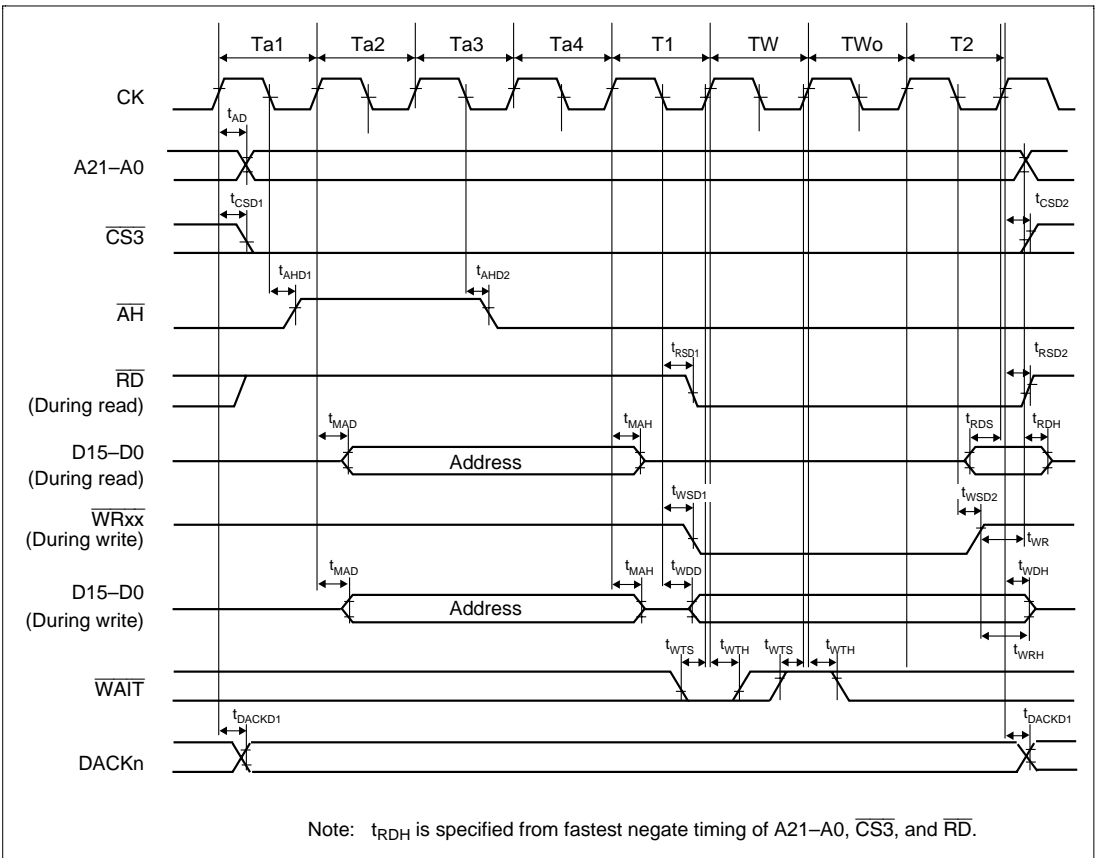 Ta1 Ta2 Ta3 Ta4 T1 TW TWo T2
CK
tAD
A21–A0
tCSD1 tCSD2
CS3
tAHD1 tAHD2
AH
tRSD1 tRSD2
RD
(During read)
tMAD tMAH tRDS tRDH
D15–D0
(During read)
Address
tWSD1 tWSD2
WRxx
(During write)
tWR
tMAD tMAH tWDD tWDH
D15–D0
(During write)
Address
tWRH
tWTS tWTH tWTS tWTH
WAIT
tDACKD1 tDACKD1
DACKn
Note: tRDH is specified from fastest negate timing of A21–A0, CS3, and RD.